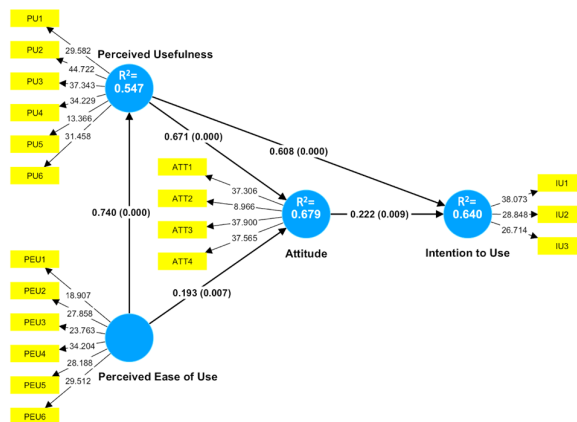 PU1
PU2
PU3
PU4
PU5
PU6
29.582
44.722
37.343
34.229
13.366
31.458
Perceived Usefulness
R²=
0.547
0.671 (0.000)
0.608 (0.000)
0.740 (0.000)
ATT1
ATT2
ATT3
ATT4
37.306
8.966
37.900
37.565
R²=
0.679
Attitude
0.222 (0.009)
R²=
0.640
Intention to Use
38.073
28.848
26.714
IU1
IU2
IU3
0.193 (0.007)
PEU1
PEU2
PEU3
PEU4
PEU5
PEU6
18.907
27.858
23.763
34.204
28.188
29.512
Perceived Ease of Use